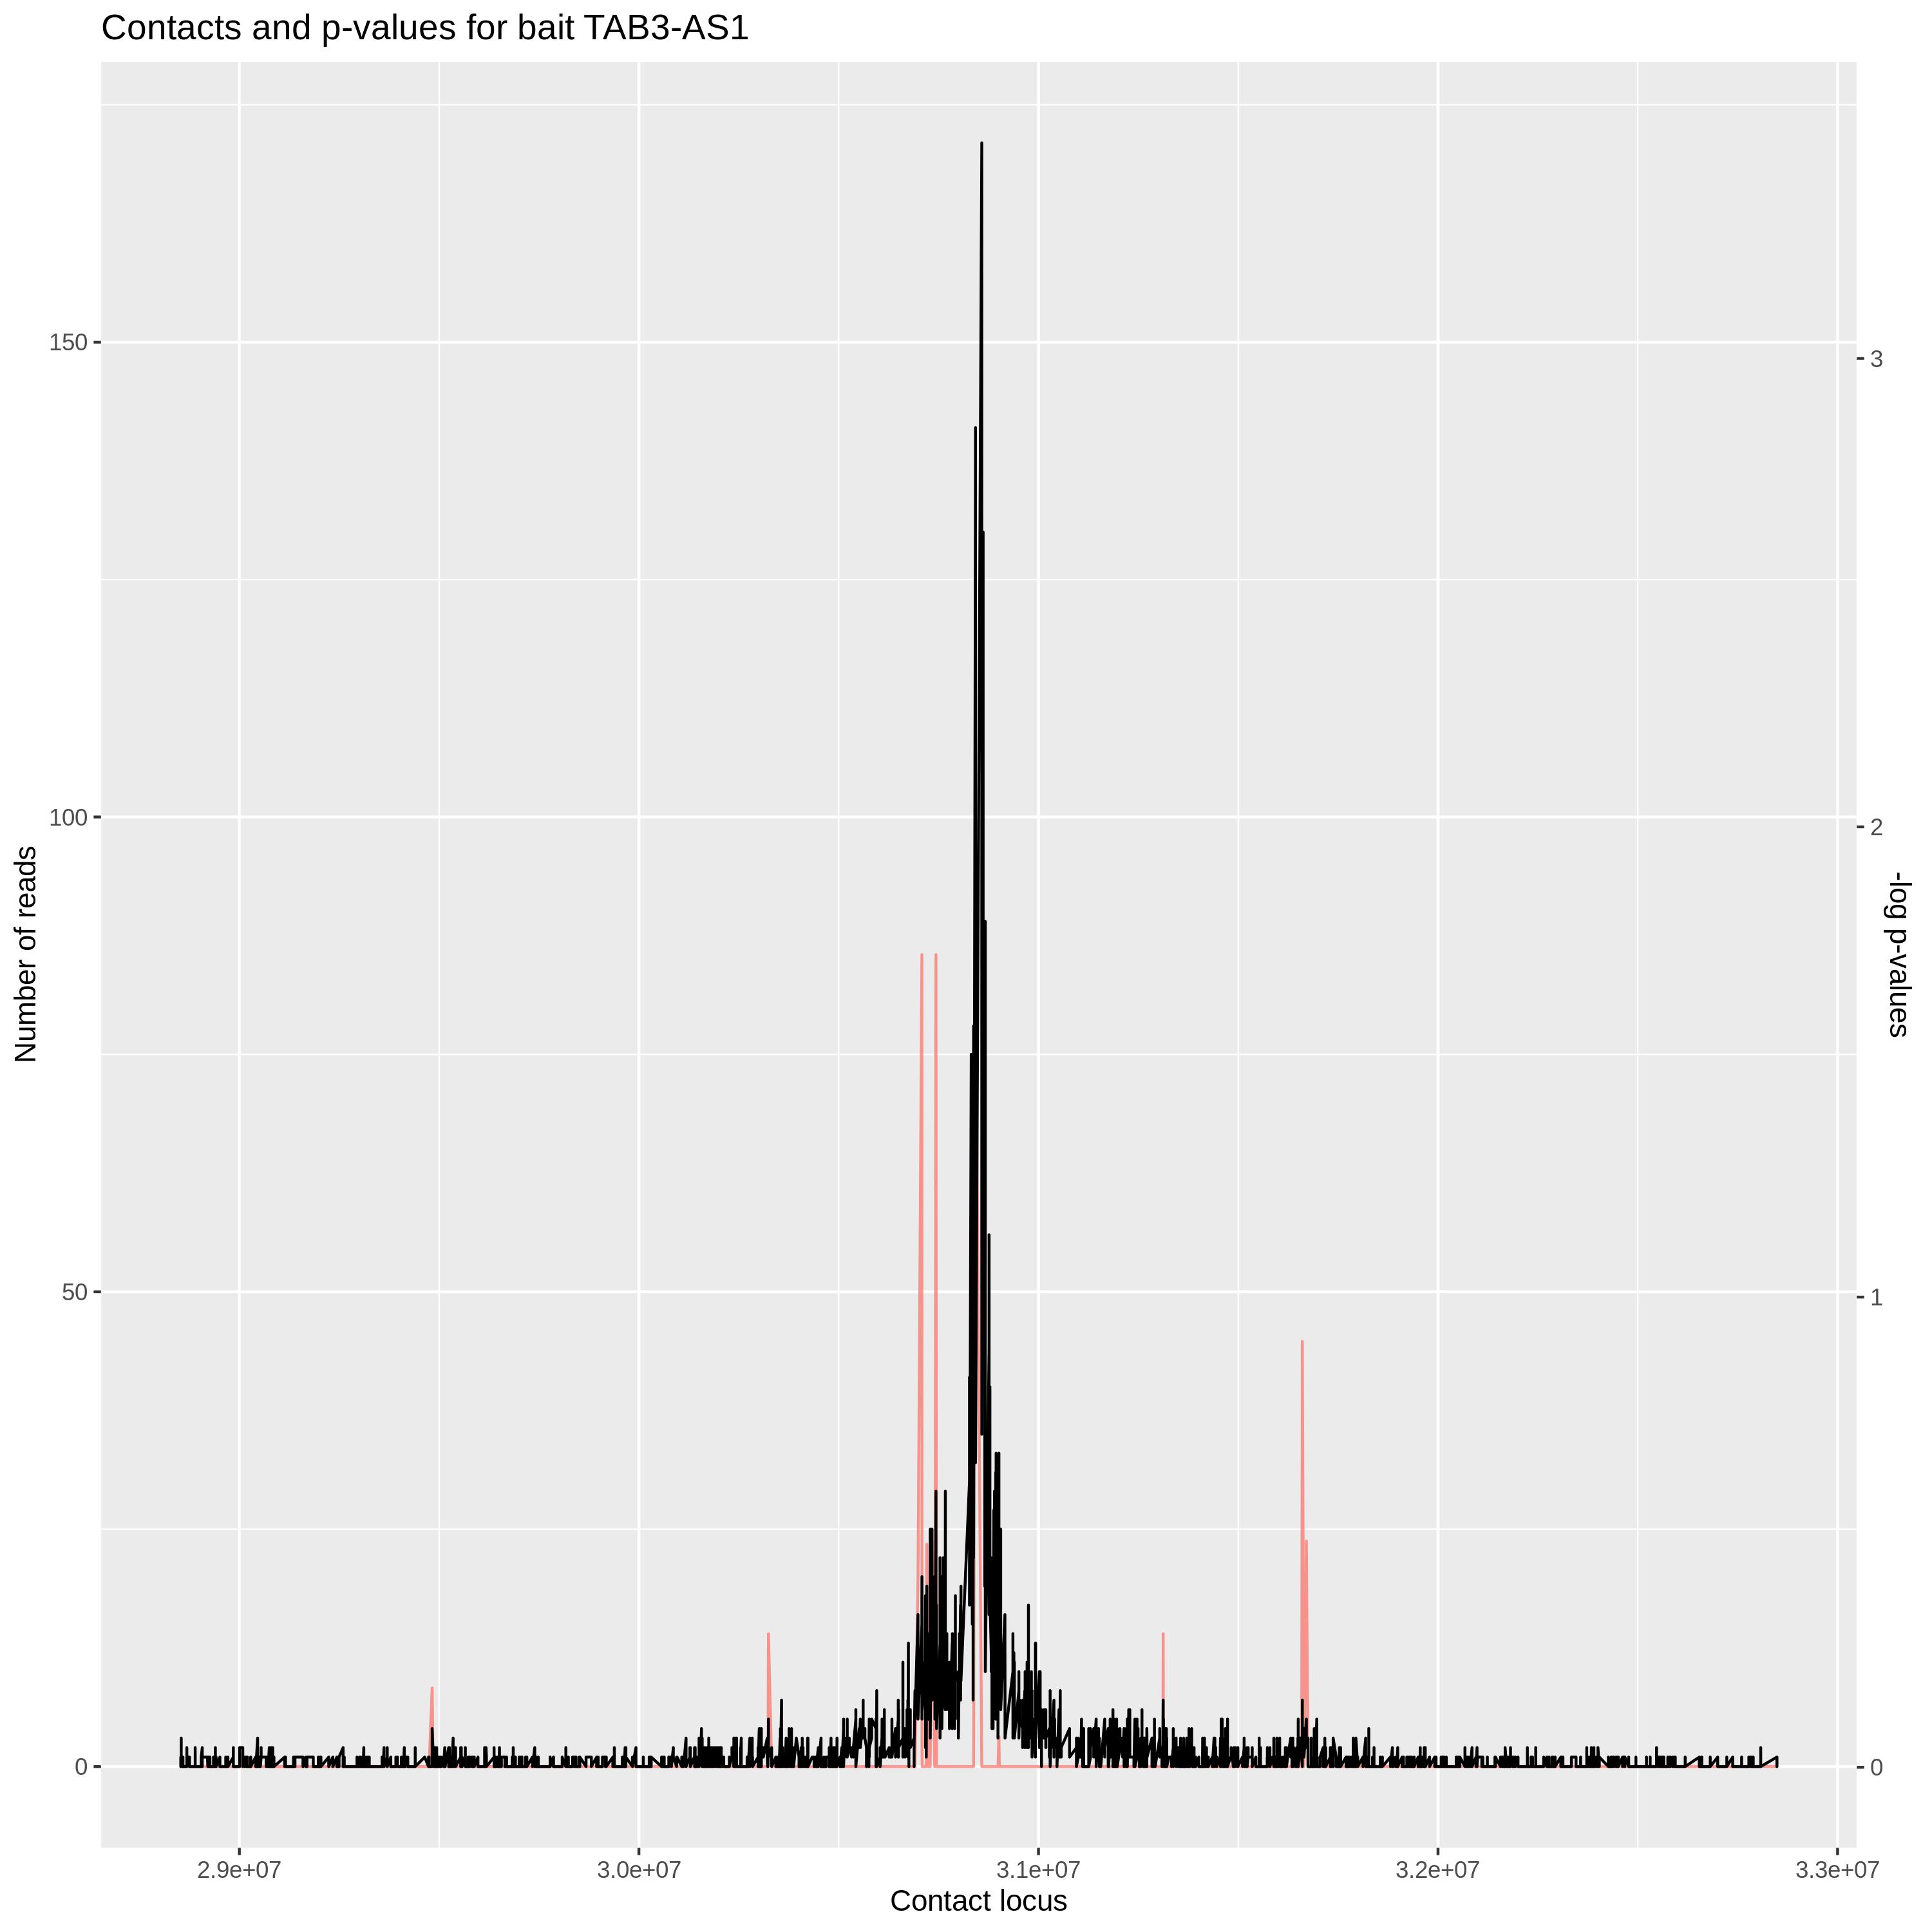 Contacts and p-values for bait TAB3-AS1
150
100
50
0
Number of reads
3
2
1
0
-log p-values
2.9e+07
3.0e+07
3.1e+07
3.2e+07
3.3e+07
Contact locus